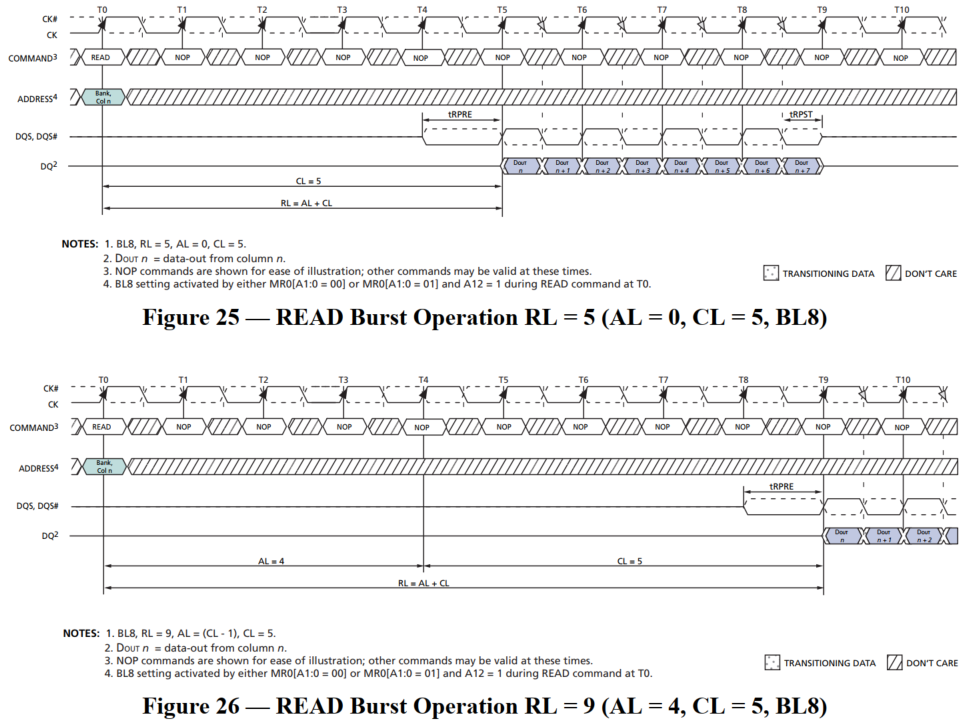 T0 T1 T2 T3 T4 T5 T6 T7 T8 T9 T10
CK#
CK
COMMAND3 READ NOP NOP NOP NOP NOP NOP NOP NOP NOP NOP
ADDRESS4 Bank, Col n
tRPRE tRPST
DQS, DQS#
DQ2 DOUT n DOUT n + 1 DOUT n + 2 DOUT n + 3 DOUT n + 4 DOUT n + 5 DOUT n + 6 DOUT n + 7
CL = 5
RL = AL + CL
NOTES: 1. BL8, RL = 5, AL = 0, CL = 5.
2. DOUT n = data-out from column n.
3. NOP commands are shown for ease of illustration; other commands may be valid at these times.
4. BL8 setting activated by either MR0[A1:0 = 00] or MR0[A1:0 = 01] and A12 = 1 during READ command at T0.
TRANSITIONING DATA DON'T CARE
Figure 25 — READ Burst Operation RL = 5 (AL = 0, CL = 5, BL8)
T0 T1 T2 T3 T4 T5 T6 T7 T8 T9 T10
CK#
CK
COMMAND3 READ NOP NOP NOP NOP NOP NOP NOP NOP NOP NOP
ADDRESS4 Bank, Col n
tRPRE
DQS, DQS#
DQ2 DOUT n DOUT n + 1 DOUT n + 2
AL = 4 CL = 5
RL = AL + CL
NOTES: 1. BL8, RL = 9, AL = (CL - 1), CL = 5.
2. DOUT n = data-out from column n.
3. NOP commands are shown for ease of illustration; other commands may be valid at these times.
4. BL8 setting activated by either MR0[A1:0 = 00] or MR0[A1:0 = 01] and A12 = 1 during READ command at T0.
TRANSITIONING DATA DON'T CARE
Figure 26 — READ Burst Operation RL = 9 (AL = 4, CL = 5, BL8)